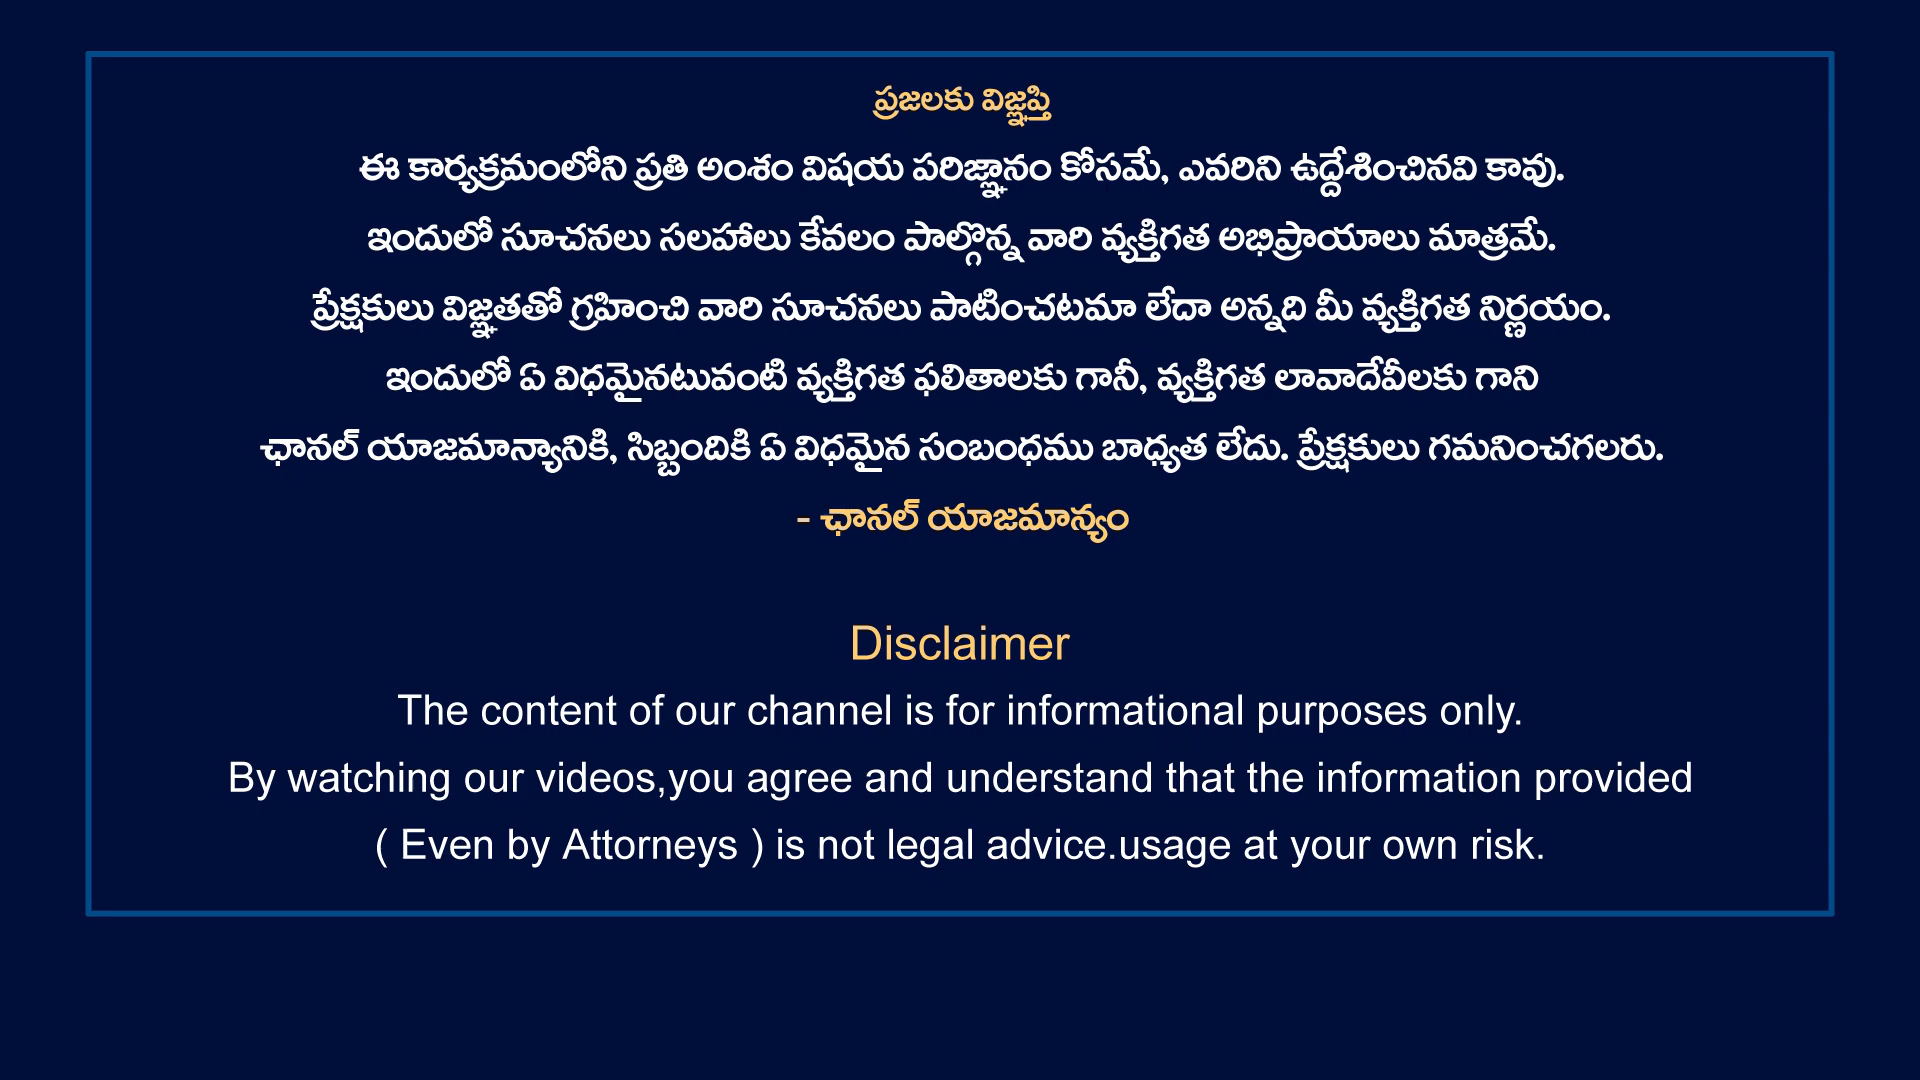 ప్రజలకు విజ్ఞప్తి
ఈ కార్యక్రమంలోని ప్రతి అంశం విషయ పరిజ్ఞానం కోసమే, ఎవరిని ఉద్దేశించినవి కావు.
ఇందులో సూచనలు సలహాలు కేవలం పాల్గొన్న వారి వ్యక్తిగత అభిప్రాయాలు మాత్రమే.
ప్రేక్షకులు విజ్ఞతతో గ్రహించి వారి సూచనలు పాటించటమా లేదా అన్నది మీ వ్యక్తిగత నిర్ణయం.
ఇందులో ఏ విధమైనటువంటి వ్యక్తిగత ఫలితాలకు గానీ, వ్యక్తిగత లావాదేవీలకు గాని
ఛానల్ యాజమాన్యానికి, సిబ్బందికి ఏ విధమైన సంబంధము బాధ్యత లేదు. ప్రేక్షకులు గమనించగలరు.
- ఛానల్ యాజమాన్యం
Disclaimer
The content of our channel is for informational purposes only.
By watching our videos,you agree and understand that the information provided
( Even by Attorneys ) is not legal advice.usage at your own risk.